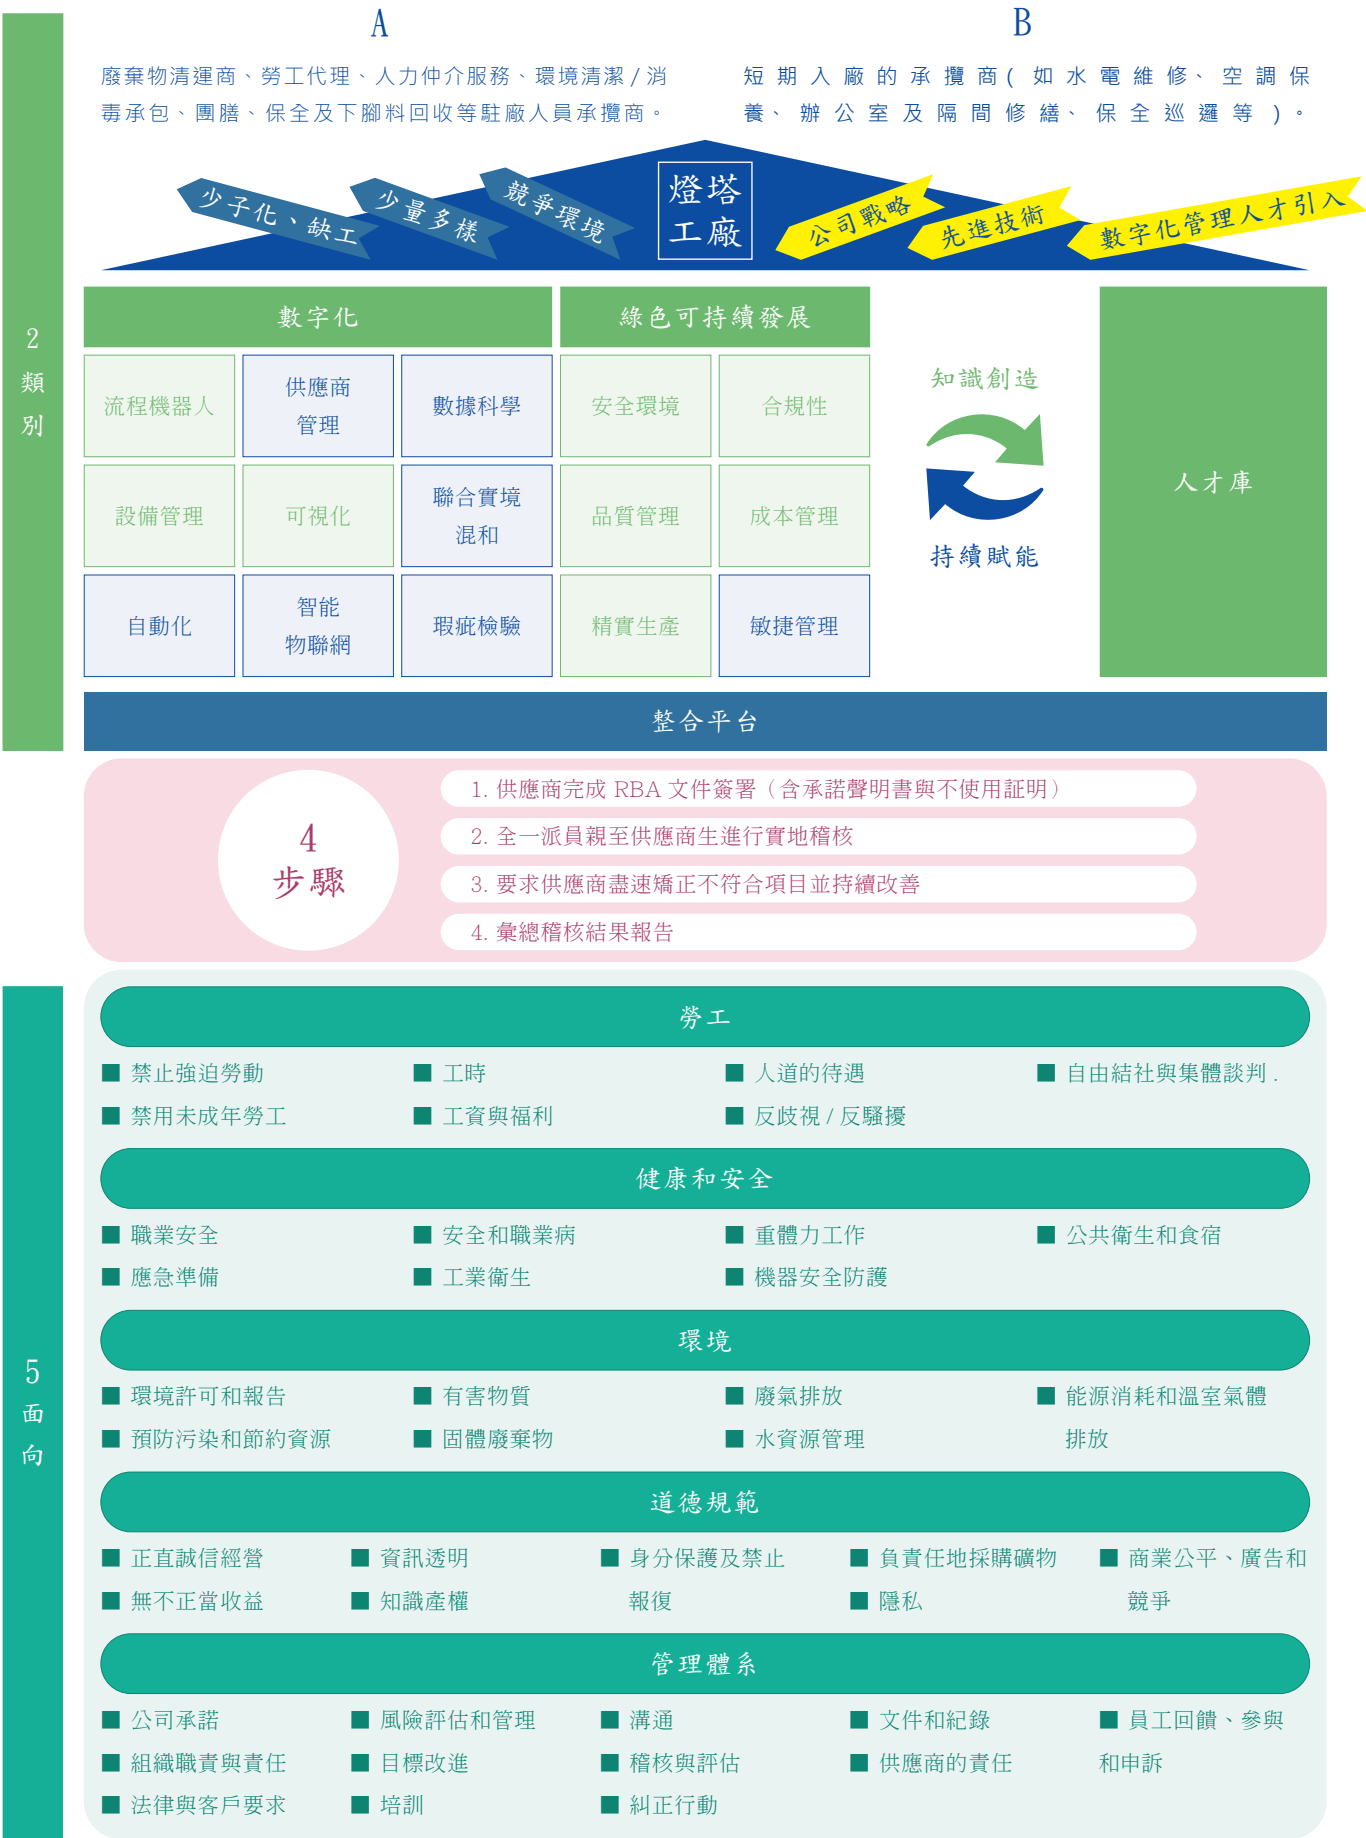 2
類
別
A
廢棄物清運商、勞工代理、人力仲介服務、環境清潔 / 消
毒承包、團膳、保全及下腳料回收等駐廠人員承攬商。
B
短期入廠的承攬商( 如水電維修、空調保
養、辦公室及隔間修繕、保全巡邏等 )。
少子化、缺工
少量多樣
競爭環境
燈塔
工廠
公司戰略
先進技術
數字化管理人才引入
數字化
綠色可持續發展
流程機器人
供應商
管理
數據科學
安全環境
合規性
設備管理
可視化
聯合實境
混和
品質管理
成本管理
自動化
智能
物聯網
瑕疵檢驗
精實生產
敏捷管理
知識創造
持續賦能
人才庫
整合平台
4
步驟
1. 供應商完成 RBA 文件簽署（含承諾聲明書與不使用証明）
2. 全一派員親至供應商生進行實地稽核
3. 要求供應商盡速矯正不符合項目並持續改善
4. 彙總稽核結果報告
5
面
向
勞工
■ 禁止強迫勞動
■ 工時
■ 人道的待遇
■ 自由結社與集體談判 .
■ 禁用未成年勞工
■ 工資與福利
■ 反歧視 / 反騷擾
健康和安全
■ 職業安全
■ 安全和職業病
■ 重體力工作
■ 公共衛生和食宿
■ 應急準備
■ 工業衛生
■ 機器安全防護
環境
■ 環境許可和報告
■ 有害物質
■ 廢氣排放
■ 能源消耗和溫室氣體
排放
■ 預防污染和節約資源
■ 固體廢棄物
■ 水資源管理
道德規範
■ 正直誠信經營
■ 資訊透明
■ 身分保護及禁止
報復
■ 負責任地採購礦物
■ 商業公平、廣告和
競爭
■ 無不正當收益
■ 知識產權
■ 隱私
管理體系
■ 公司承諾
■ 風險評估和管理
■ 溝通
■ 文件和紀錄
■ 員工回饋、參與
和申訴
■ 組織職責與責任
■ 目標改進
■ 稽核與評估
■ 供應商的責任
■ 法律與客戶要求
■ 培訓
■ 糾正行動